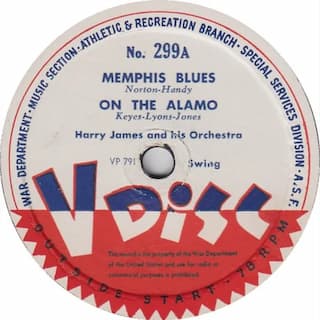 WAR DEPARTMENT · MUSIC SECTION · ATHLETIC & RECREATION BRANCH · SPECIAL SERVICES DIVISION · A.S.F.
No. 299A
MEMPHIS BLUES
Norton-Handy
ON THE ALAMO
Keyes-Lyons-Jones
Harry James and his Orchestra
VP 791 Swing
V DISC
This record is the property of the War Department
of the United States and use for radio or
commercial purposes is prohibited.
OUTSIDE START - 78 RPM